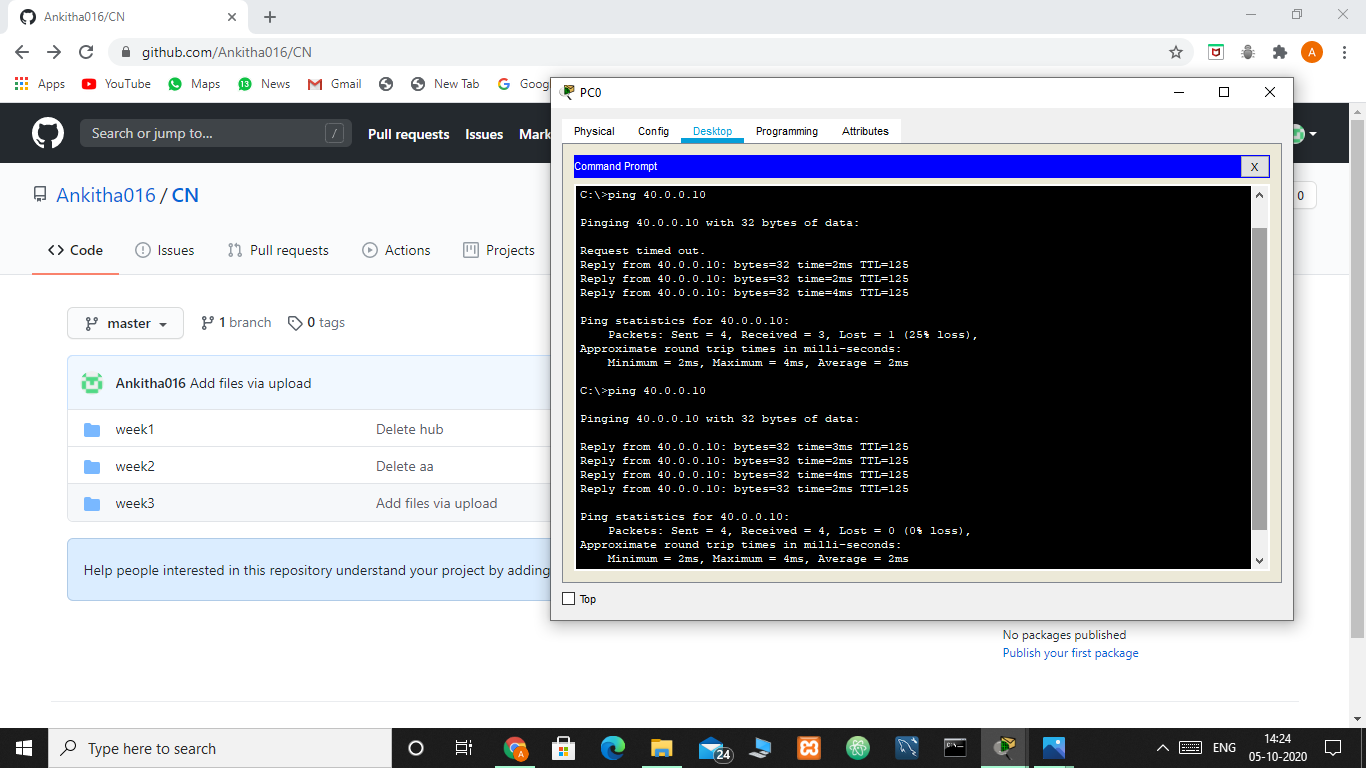 Ankitha016/CN
github.com/Ankitha016/CN
A
Apps YouTube Maps 13 News Gmail New Tab Goog
Search or jump to... /
Pull requests Issues Mark
Ankitha016 / CN
0
Code Issues Pull requests Actions Projects
master 1 branch 0 tags
Ankitha016 Add files via upload
week1 Delete hub
week2 Delete aa
week3 Add files via upload
Help people interested in this repository understand your project by adding
No packages published
Publish your first package
PC0
Physical Config Desktop Programming Attributes
Command Prompt X
C:\>ping 40.0.0.10
Pinging 40.0.0.10 with 32 bytes of data:
Request timed out.
Reply from 40.0.0.10: bytes=32 time=2ms TTL=125
Reply from 40.0.0.10: bytes=32 time=2ms TTL=125
Reply from 40.0.0.10: bytes=32 time=4ms TTL=125
Ping statistics for 40.0.0.10:
Packets: Sent = 4, Received = 3, Lost = 1 (25% loss),
Approximate round trip times in milli-seconds:
Minimum = 2ms, Maximum = 4ms, Average = 2ms
C:\>ping 40.0.0.10
Pinging 40.0.0.10 with 32 bytes of data:
Reply from 40.0.0.10: bytes=32 time=3ms TTL=125
Reply from 40.0.0.10: bytes=32 time=2ms TTL=125
Reply from 40.0.0.10: bytes=32 time=4ms TTL=125
Reply from 40.0.0.10: bytes=32 time=2ms TTL=125
Ping statistics for 40.0.0.10:
Packets: Sent = 4, Received = 4, Lost = 0 (0% loss),
Approximate round trip times in milli-seconds:
Minimum = 2ms, Maximum = 4ms, Average = 2ms
Top
Type here to search
A
24
ENG
14:24
05-10-2020